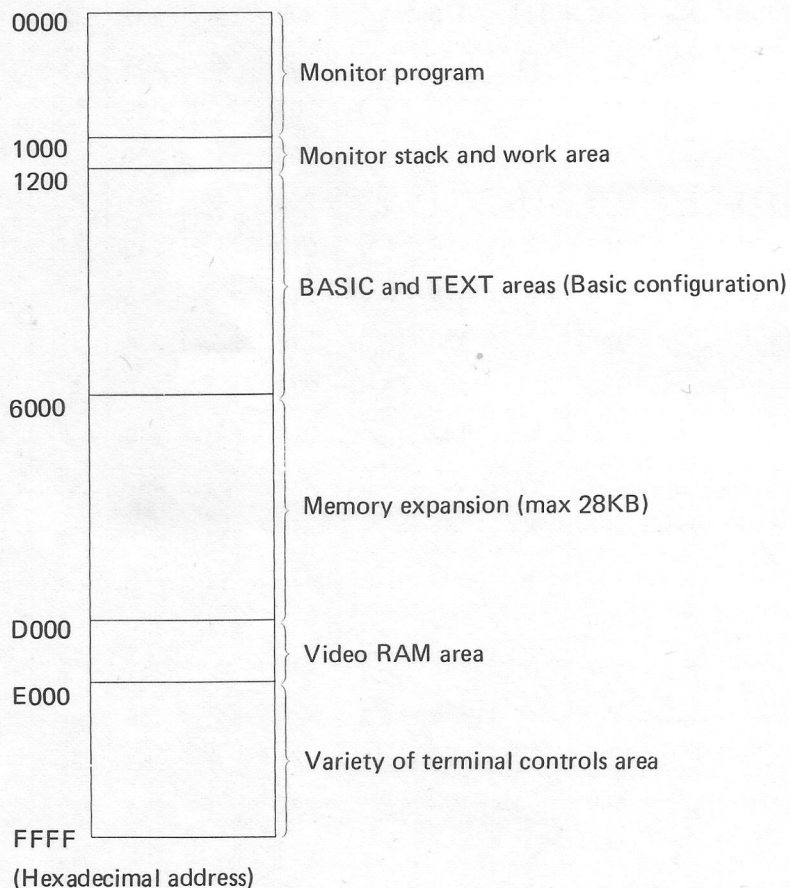 0000
Monitor program
1000
Monitor stack and work area
1200
BASIC and TEXT areas (Basic configuration)
6000
Memory expansion (max 28KB)
D000
Video RAM area
E000
Variety of terminal controls area
FFFF
(Hexadecimal address)